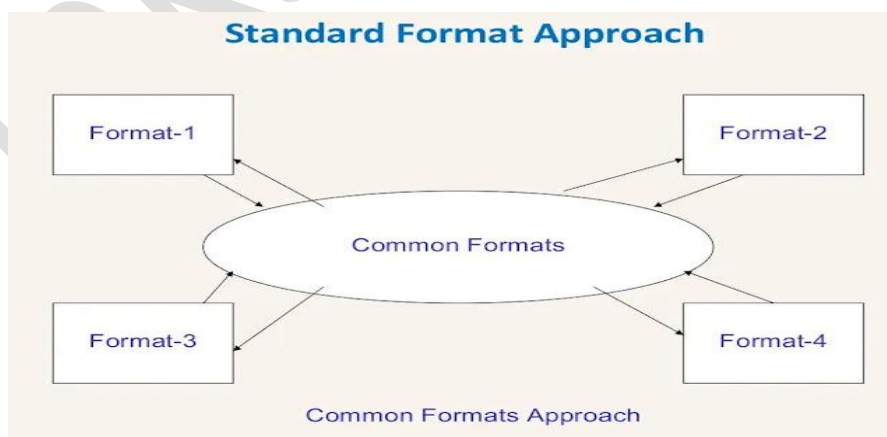 Standard Format Approach
Format-1
Format-2
Common Formats
Format-3
Format-4
Common Formats Approach